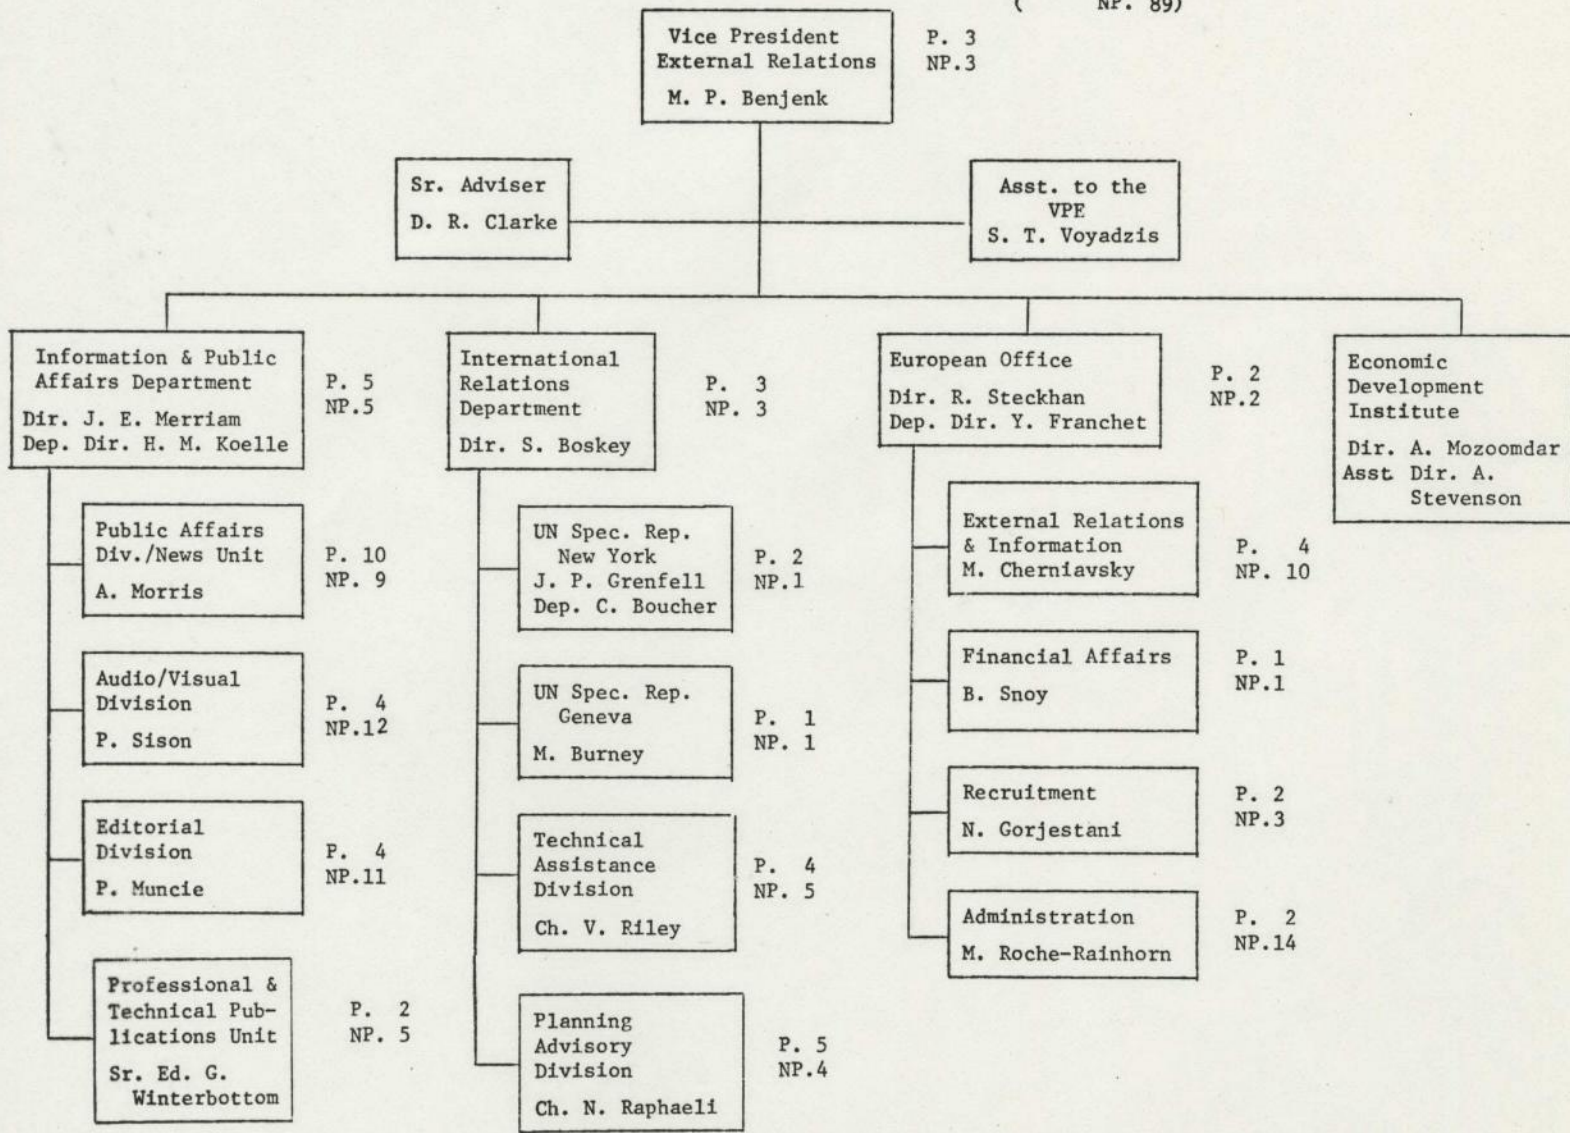 ( NP. 89)
Vice President
External Relations
M. P. Benjenk
P. 3
NP.3
Sr. Adviser
D. R. Clarke
Asst. to the
VPE
S. T. Voyadzis
Information & Public
Affairs Department
Dir. J. E. Merriam
Dep. Dir. H. M. Koelle
P. 5
NP.5
Public Affairs
Div./News Unit
A. Morris
P. 10
NP. 9
Audio/Visual
Division
P. Sison
P. 4
NP.12
Editorial
Division
P. Muncie
P. 4
NP.11
Professional &
Technical Pub-
lications Unit
Sr. Ed. G.
Winterbottom
P. 2
NP. 5
International
Relations
Department
Dir. S. Boskey
P. 3
NP. 3
UN Spec. Rep.
New York
J. P. Grenfell
Dep. C. Boucher
P. 2
NP.1
UN Spec. Rep.
Geneva
M. Burney
P. 1
NP. 1
Technical
Assistance
Division
Ch. V. Riley
P. 4
NP. 5
Planning
Advisory
Division
Ch. N. Raphaeli
P. 5
NP.4
European Office
Dir. R. Steckhan
Dep. Dir. Y. Franchet
P. 2
NP.2
External Relations
& Information
M. Cherniavsky
P. 4
NP. 10
Financial Affairs
B. Snoy
P. 1
NP.1
Recruitment
N. Gorjestani
P. 2
NP.3
Administration
M. Roche-Rainhorn
P. 2
NP.14
Economic
Development
Institute
Dir. A. Mozoomdar
Asst Dir. A.
Stevenson